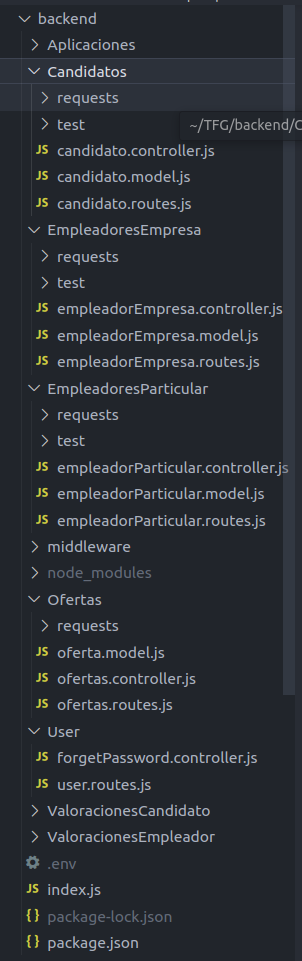 backend
Aplicaciones
Candidatos
requests
test
~/TFG/backend/C
JS candidato.controller.js
JS candidato.model.js
JS candidato.routes.js
EmpleadoresEmpresa
requests
test
JS empleadorEmpresa.controller.js
JS empleadorEmpresa.model.js
JS empleadorEmpresa.routes.js
EmpleadoresParticular
requests
test
JS empleadorParticular.controller.js
JS empleadorParticular.model.js
JS empleadorParticular.routes.js
middleware
node_modules
Ofertas
requests
JS oferta.model.js
JS ofertas.controller.js
JS ofertas.routes.js
User
JS forgetPassword.controller.js
JS user.routes.js
ValoracionesCandidato
ValoracionesEmpleador
.env
JS index.js
{} package-lock.json
{} package.json